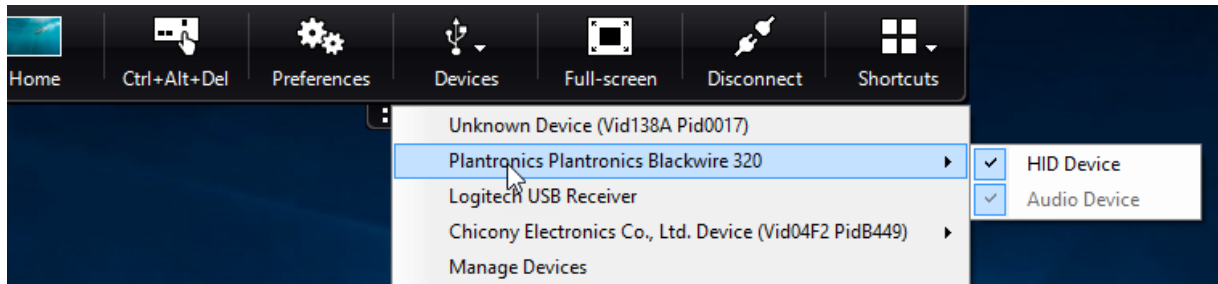 Home
Ctrl+Alt+Del
Preferences
Devices
Full-screen
Disconnect
Shortcuts
Unknown Device (Vid138A Pid0017)
Plantronics Plantronics Blackwire 320
HID Device
Audio Device
Logitech USB Receiver
Chicony Electronics Co., Ltd. Device (Vid04F2 PidB449)
Manage Devices